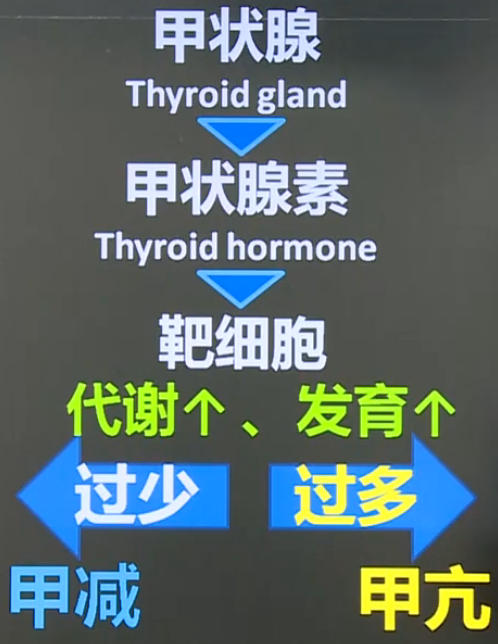 甲状腺
Thyroid gland
甲状腺素
Thyroid hormone
靶细胞
代谢↑、发育↑
过少 过多
甲减 甲亢